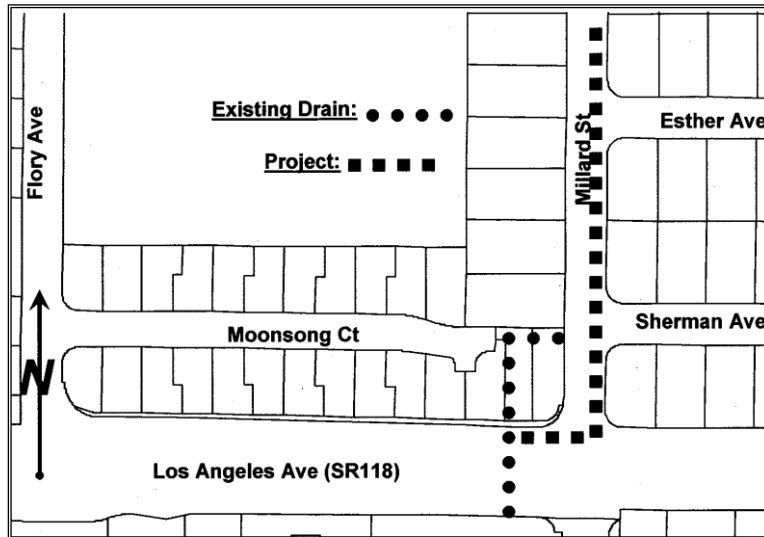 Existing Drain:
Project:
Flory Ave
Millard St
Esther Ave
Moonsong Ct
Sherman Ave
N
Los Angeles Ave (SR118)